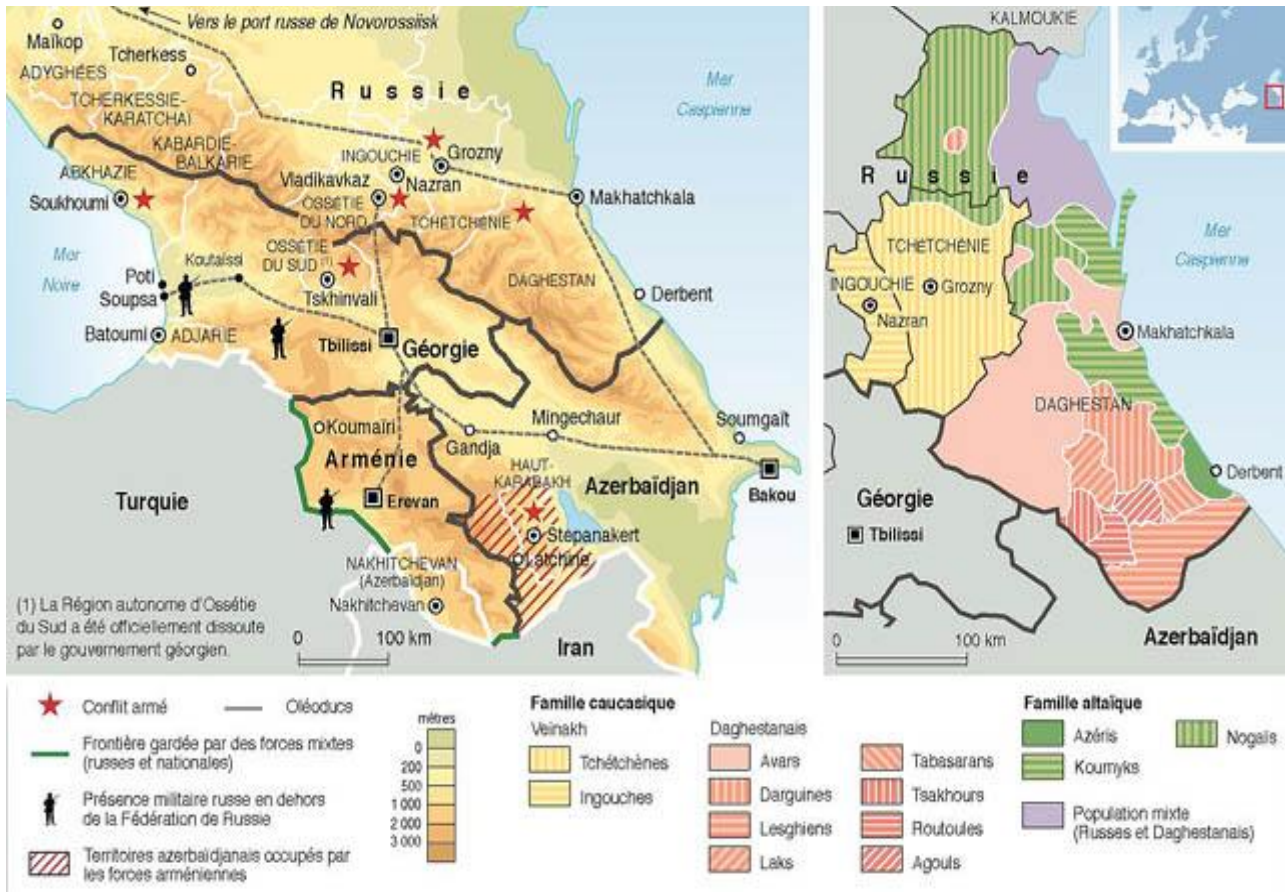 Vers le port russe de Novorossiisk
Maïkop
ADYGHÉES
Tcherkess
TCHERKESSIE-
KARATCHAÏ
KABARDIE-
BALKARIE
Russie
Mer
Caspienne
ABKHAZIE
Soukhoumi
INGOUCHIE
Grozny
Vladikavkaz
Nazran
OSSÉTIE
DU NORD
TCHÉTCHÉNIE
Makhatchkala
Mer
Noire
OSSÉTIE
DU SUD (1)
Koutaïssi
Poti
Soupsa
Tskhinvali
DAGHESTAN
Derbent
Batoumi
ADJARIE
Tbilissi
Géorgie
Koumaïri
Mingechaur
Soumgaït
Gandja
Arménie
HAUT-
KARABAKH
Azerbaïdjan
Bakou
Turquie
Erevan
Stepanakert
Latchine
NAKHITCHEVAN
(Azerbaïdjan)
Nakhitchevan
Iran
(1) La Région autonome d'Ossétie
du Sud a été officiellement dissoute
par le gouvernement géorgien.
0 100 km
KALMOUKIE
Russie
TCHÉTCHÉNIE
INGOUCHIE
Grozny
Nazran
Mer
Caspienne
Makhatchkala
DAGHESTAN
Derbent
Géorgie
Tbilissi
0 100 km
Azerbaïdjan
Conflit armé
Oléoducs
Frontière gardée par des forces mixtes
(russes et nationales)
Présence militaire russe en dehors
de la Fédération de Russie
Territoires azerbaïdjanais occupés par
les forces arméniennes
mètres
0
200
500
1 000
2 000
3 000
Famille caucasique
Veinakh
Tchétchènes
Ingouches
Daghestanais
Avars
Darguines
Lesghiens
Laks
Tabasarans
Tsakhours
Routoules
Agouls
Famille altaïque
Azéris
Koumyks
Nogaïs
Population mixte
(Russes et Daghestanais)